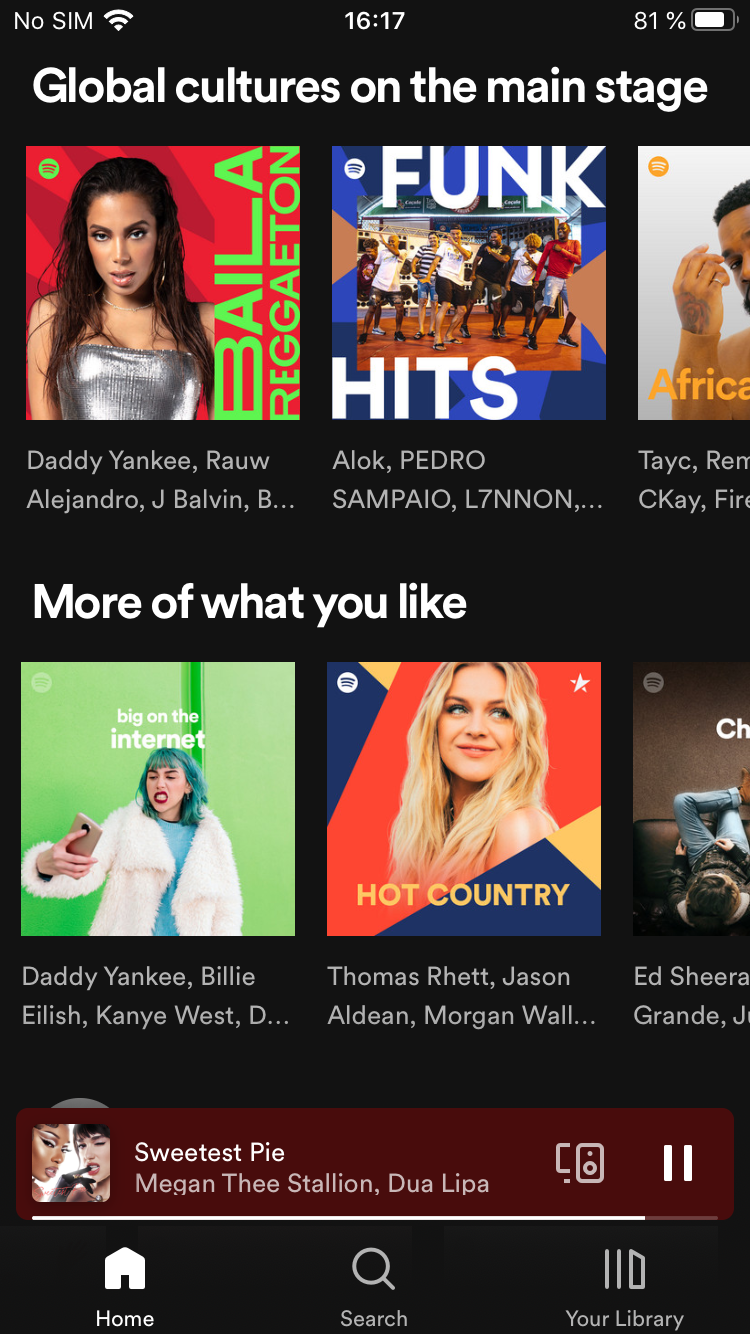 No SIM 16:17 81 %
Global cultures on the main stage
BAILA
REGGAETON
FUNK
HITS
Africa
Daddy Yankee, Rauw
Alejandro, J Balvin, B...
Alok, PEDRO
SAMPAIO, L7NNON,...
Tayc, Rem
CKay, Fire
More of what you like
big on the
internet
HOT COUNTRY
Ch
Daddy Yankee, Billie
Eilish, Kanye West, D...
Thomas Rhett, Jason
Aldean, Morgan Wall...
Ed Sheera
Grande, Ju
Sweetest Pie
Megan Thee Stallion, Dua Lipa
Home
Search
Your Library